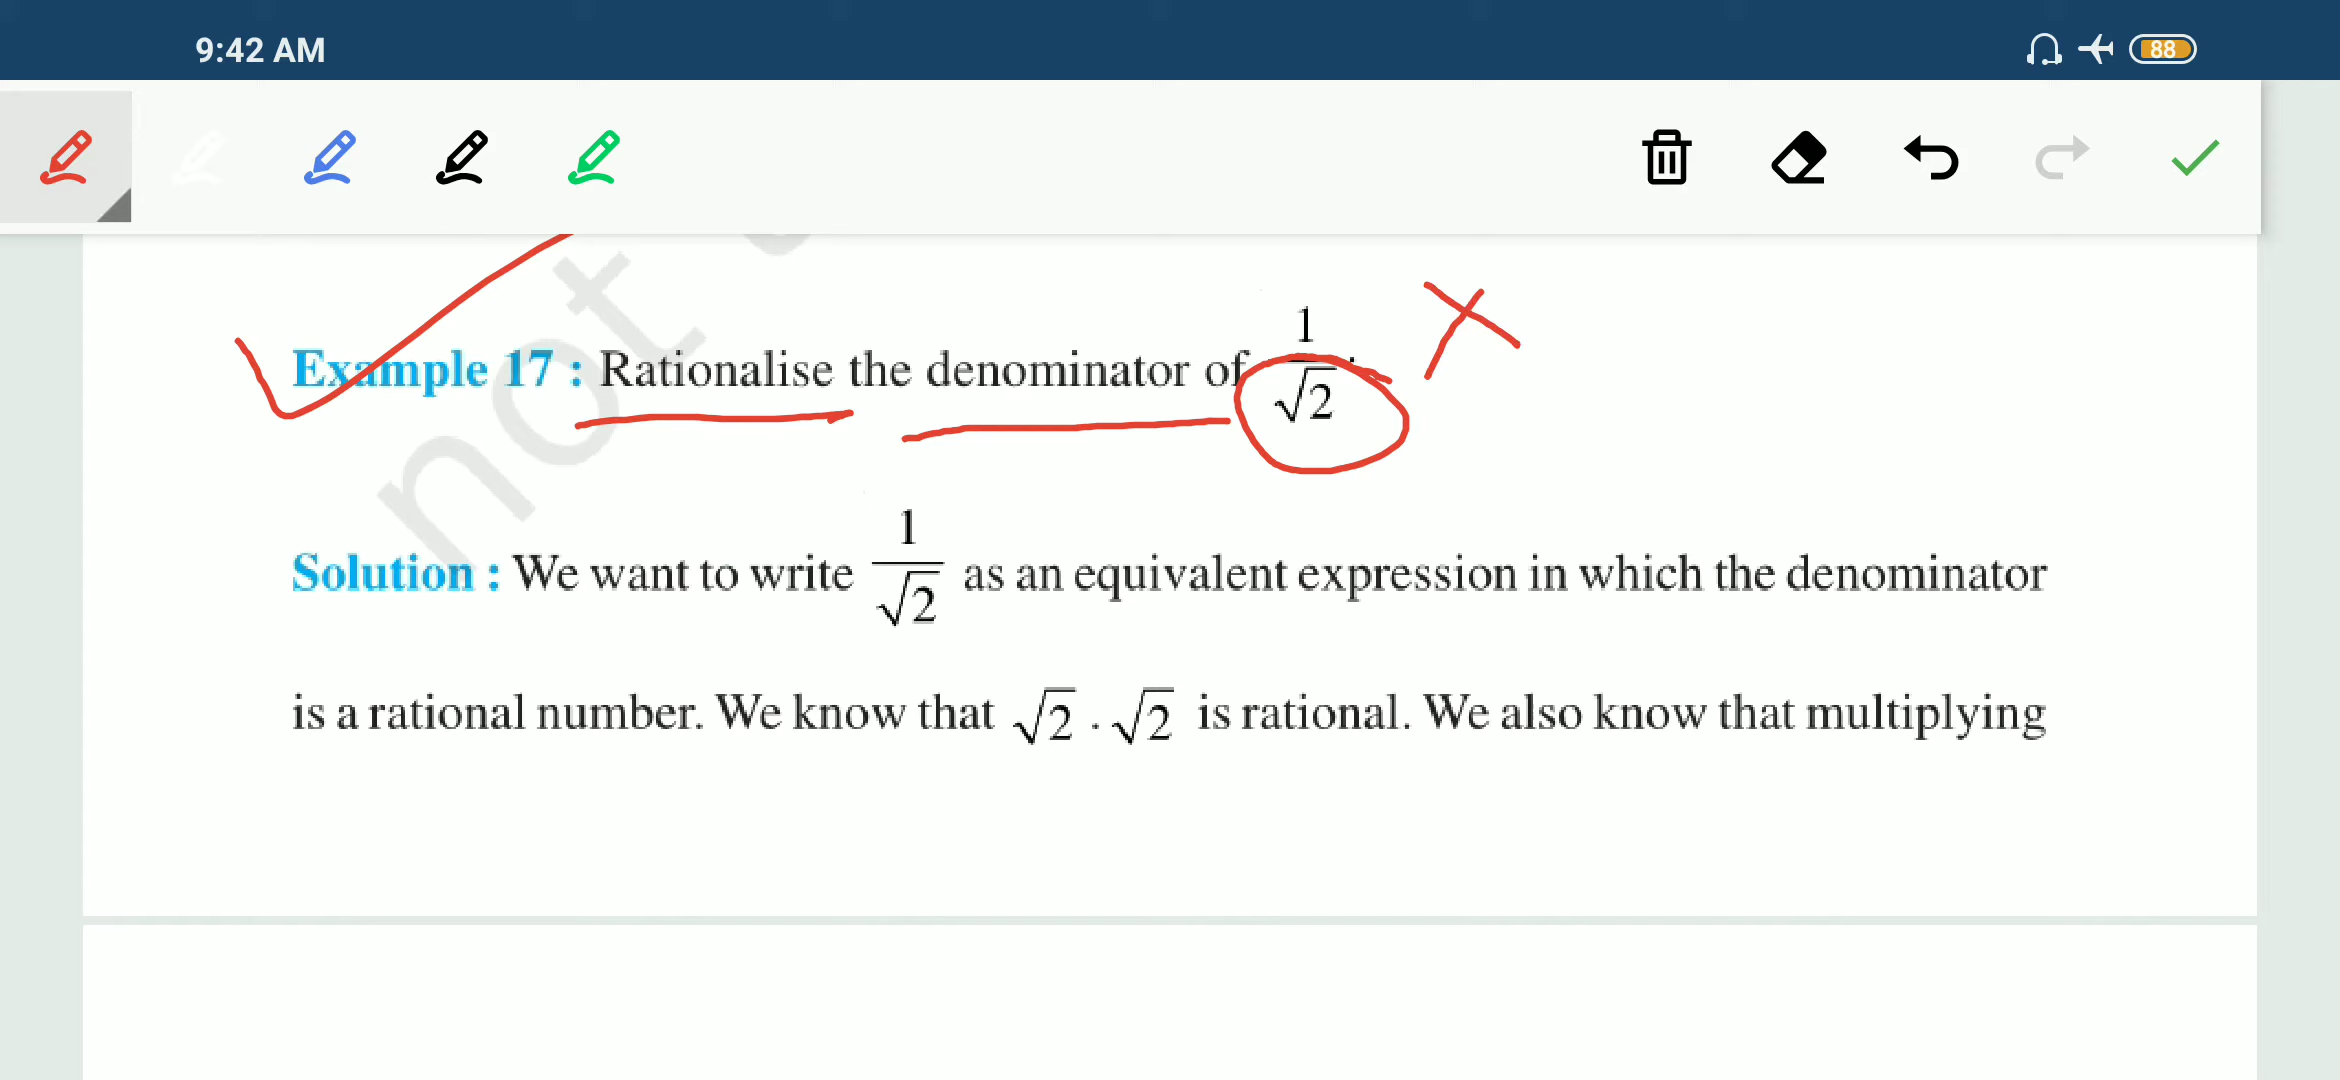 9:42 AM
88
not
Example 17 : Rationalise the denominator of 1/√2.
Solution : We want to write 1/√2 as an equivalent expression in which the denominator
is a rational number. We know that √2 . √2 is rational. We also know that multiplying